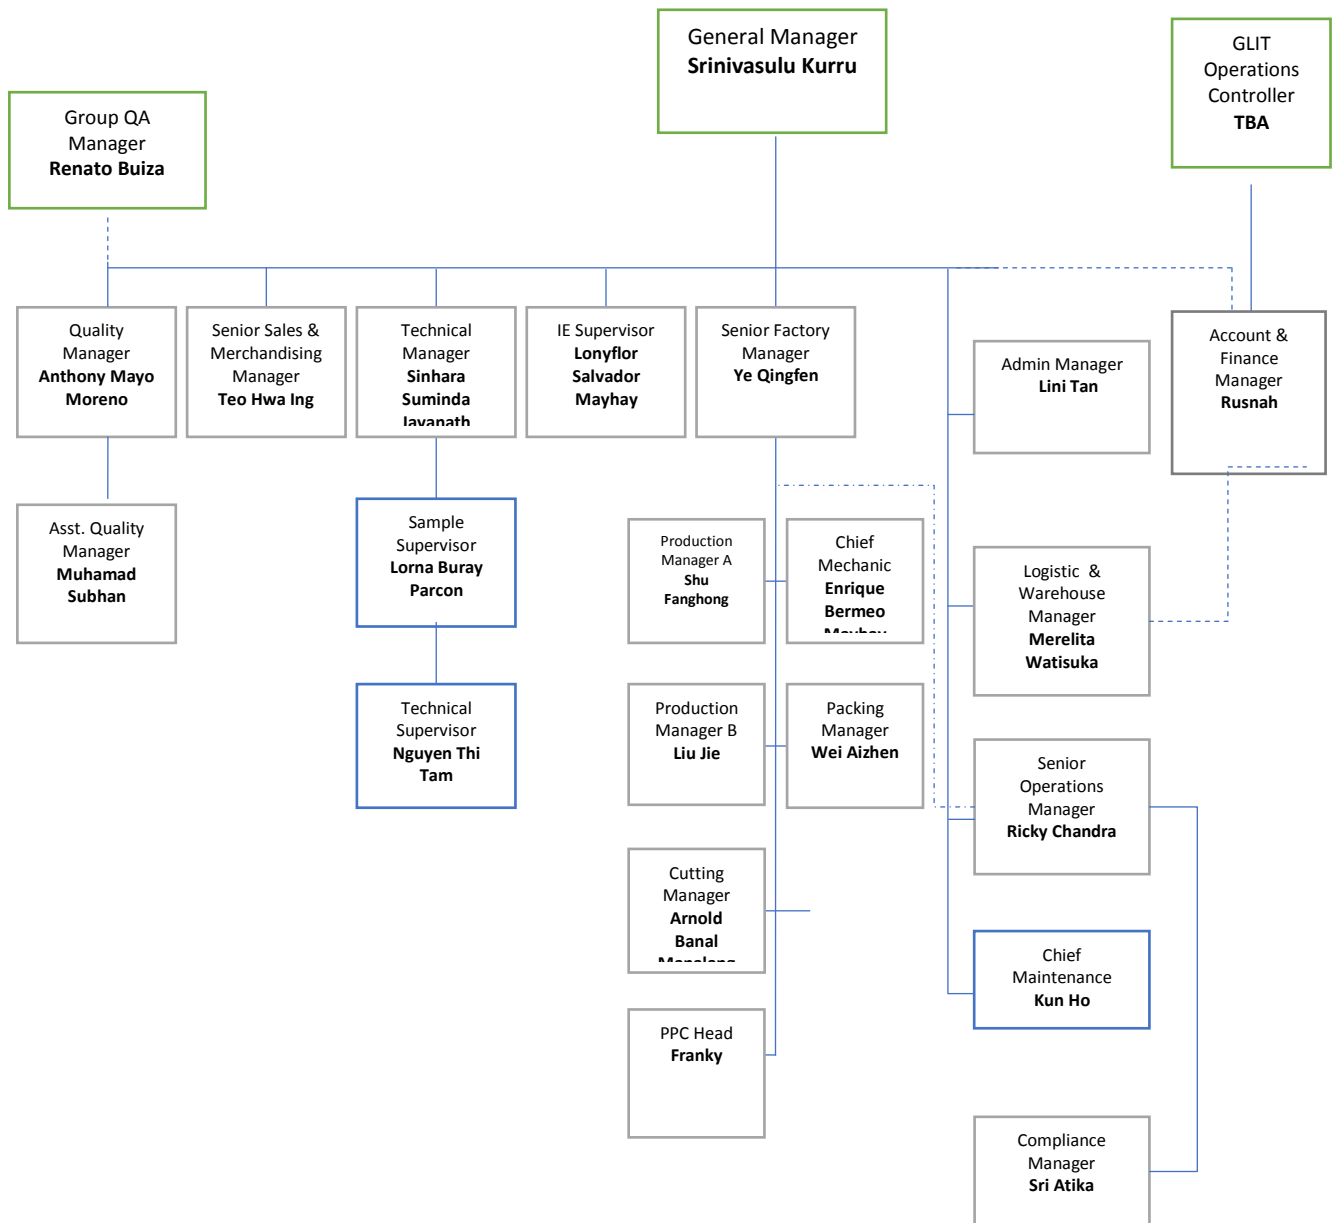 General Manager
Srinivasulu Kurru
GLIT
Operations
Controller
TBA
Group QA
Manager
Renato Buiza
Quality
Manager
Anthony Mayo
Moreno
Senior Sales &
Merchandising
Manager
Teo Hwa Ing
Technical
Manager
Sinhara
Suminda
IE Supervisor
Lonyflor
Salvador
Mayhay
Senior Factory
Manager
Ye Qingfen
Admin Manager
Lini Tan
Account &
Finance
Manager
Rusnah
Asst. Quality
Manager
Muhamad
Subhan
Sample
Supervisor
Lorna Buray
Parcon
Production
Manager A
Shu
Fanghong
Chief
Mechanic
Enrique
Bermeo
Logistic &
Warehouse
Manager
Merelita
Watisuka
Technical
Supervisor
Nguyen Thi
Tam
Production
Manager B
Liu Jie
Packing
Manager
Wei Aizhen
Senior
Operations
Manager
Ricky Chandra
Cutting
Manager
Arnold
Banal
Chief
Maintenance
Kun Ho
PPC Head
Franky
Compliance
Manager
Sri Atika